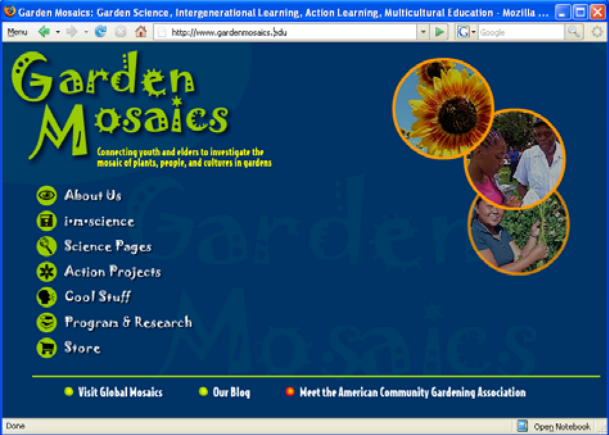 Garden Mosaics: Garden Science, Intergenerational Learning, Action Learning, Multicultural Education - Mozilla ...
Menu http://www.gardenmosaics.edu Google
Garden
Mosaics
Connecting youth and elders to investigate the
mosaic of plants, people, and cultures in gardens
About Us
i•m•science
Science Pages
Action Projects
Cool Stuff
Program & Research
Store
Garden
Mosaics
Visit Global Mosaics Our Blog Meet the American Community Gardening Association
Done Open Notebook